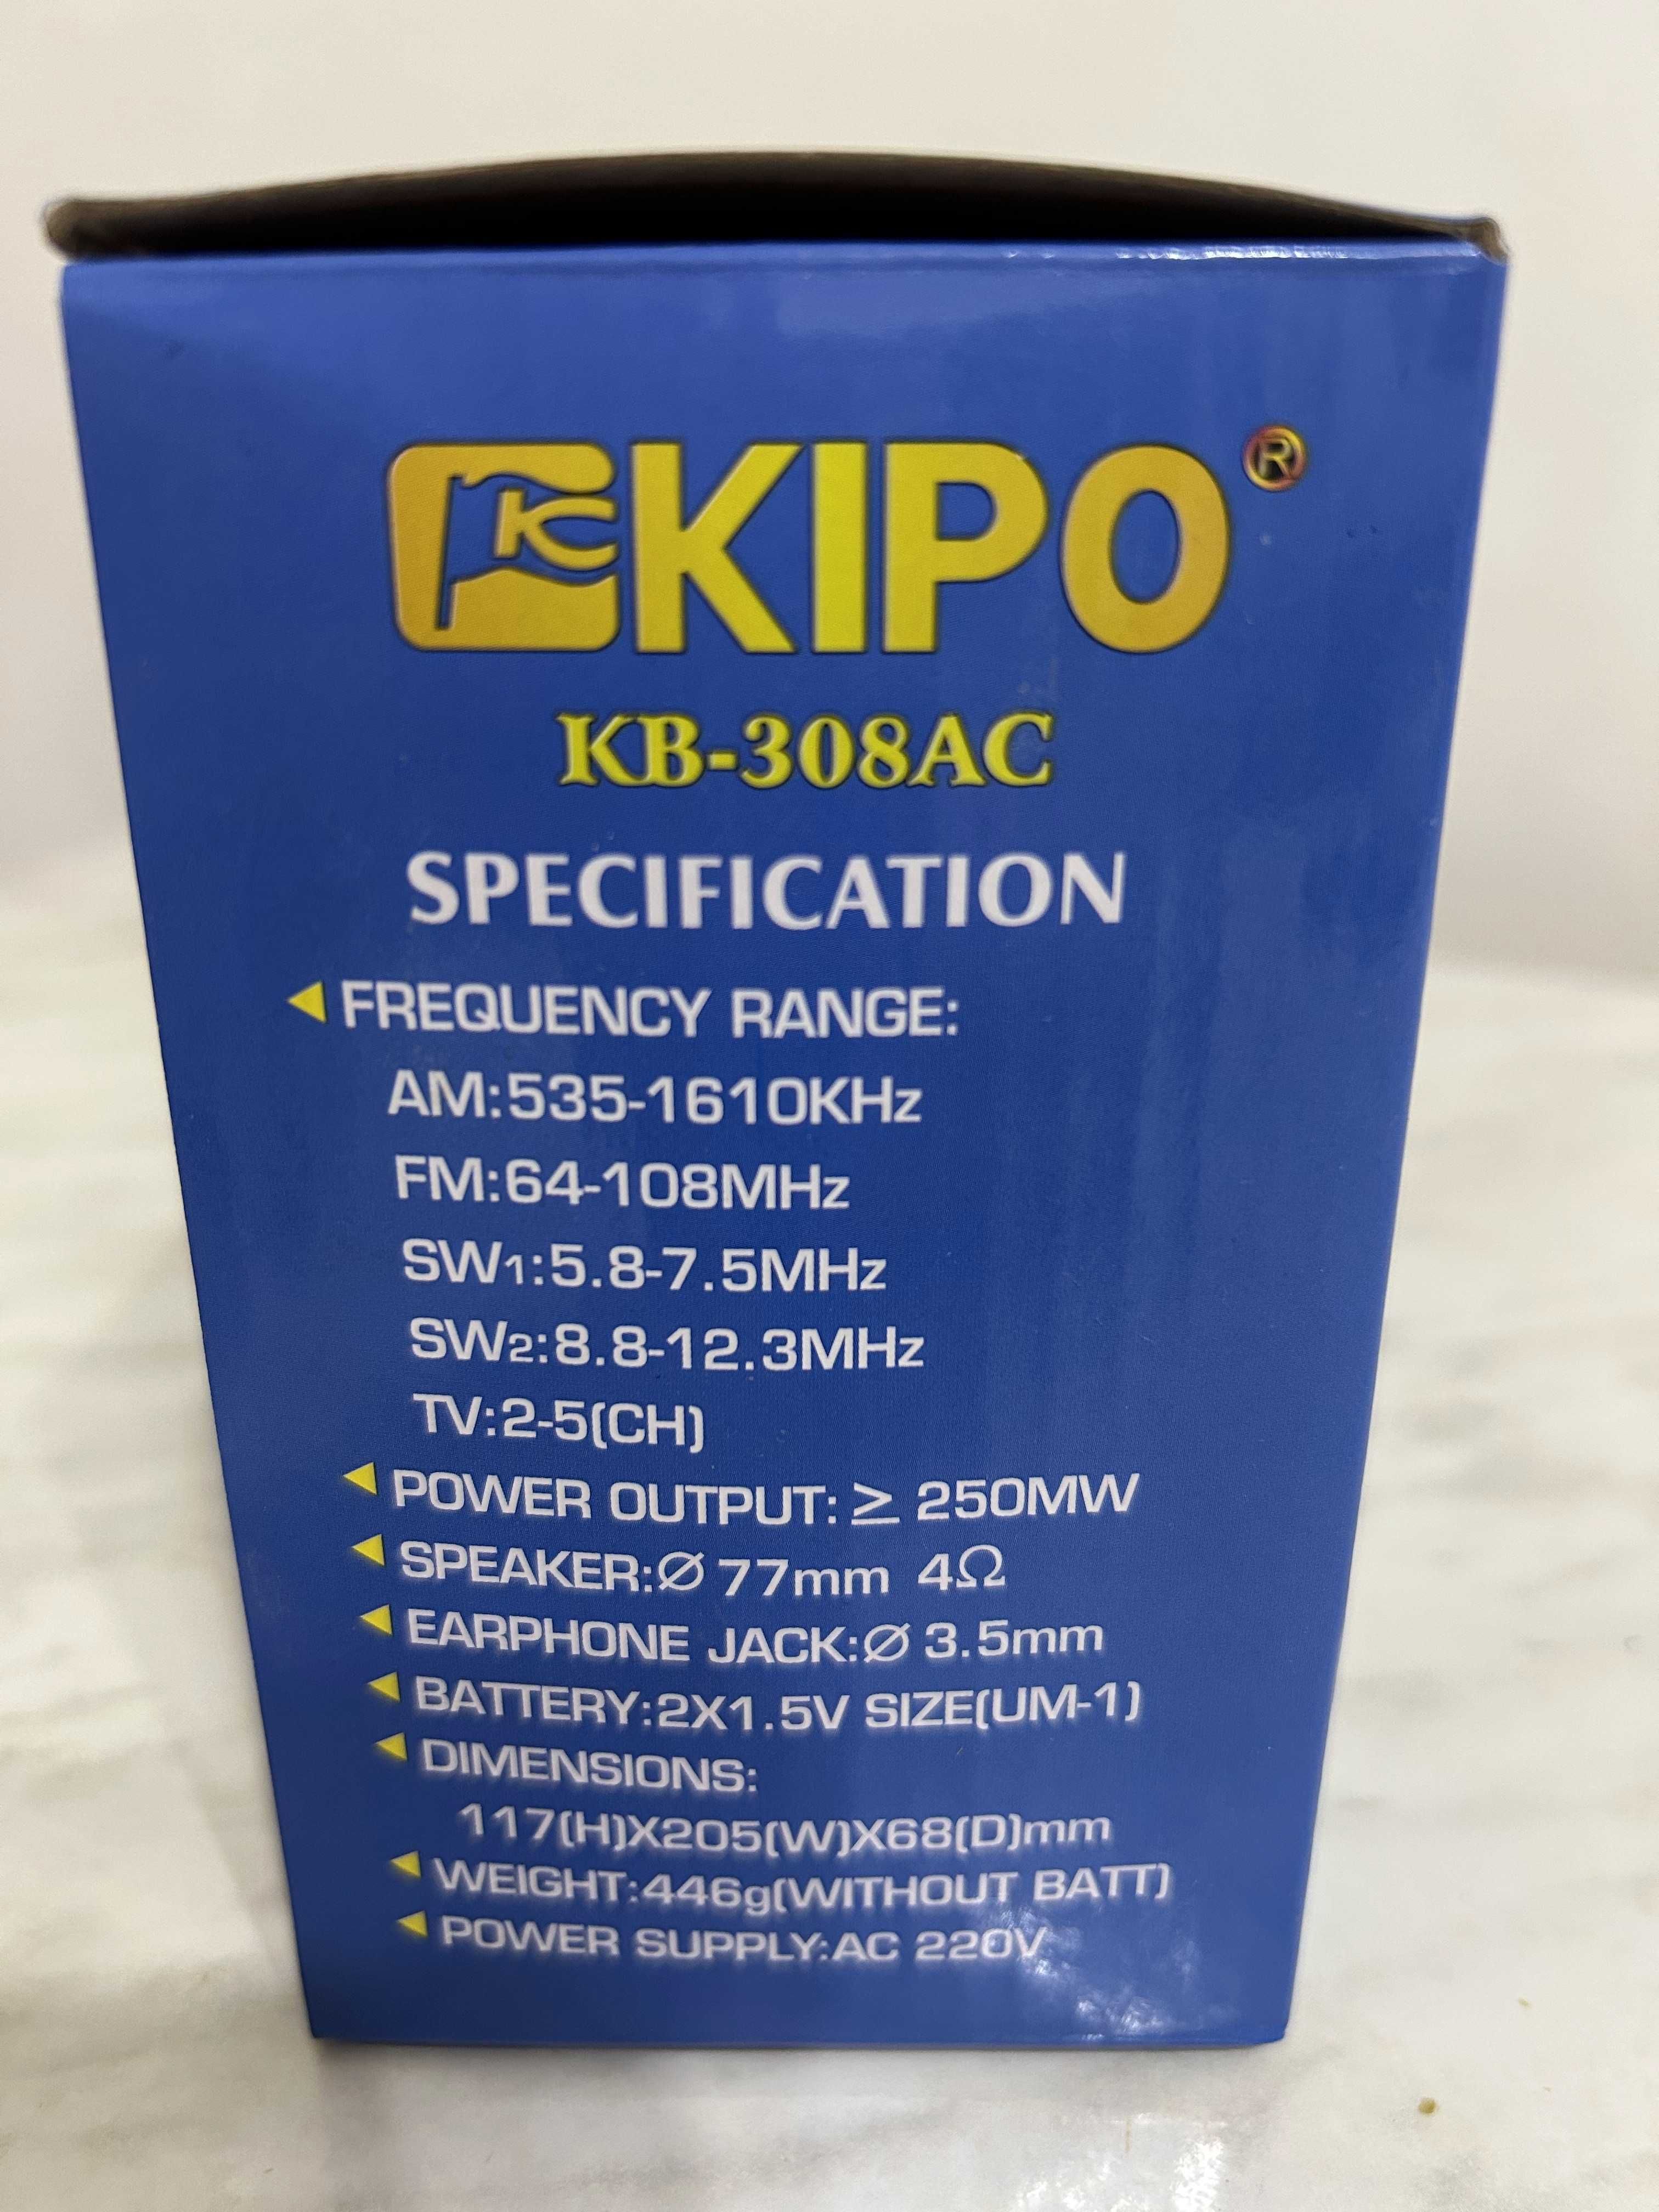 KC KIPO®
KB-308AC
SPECIFICATION
FREQUENCY RANGE:
AM:535-1610KHz
FM:64-108MHz
SW1:5.8-7.5MHz
SW2:8.8-12.3MHz
TV:2-5(CH)
POWER OUTPUT:≥ 250MW
SPEAKER:Ø 77mm 4Ω
EARPHONE JACK:Ø 3.5mm
BATTERY:2X1.5V SIZE(UM-1)
DIMENSIONS:
117(H)X205(W)X68(D)mm
WEIGHT:446g(WITHOUT BATT)
POWER SUPPLY:AC 220V